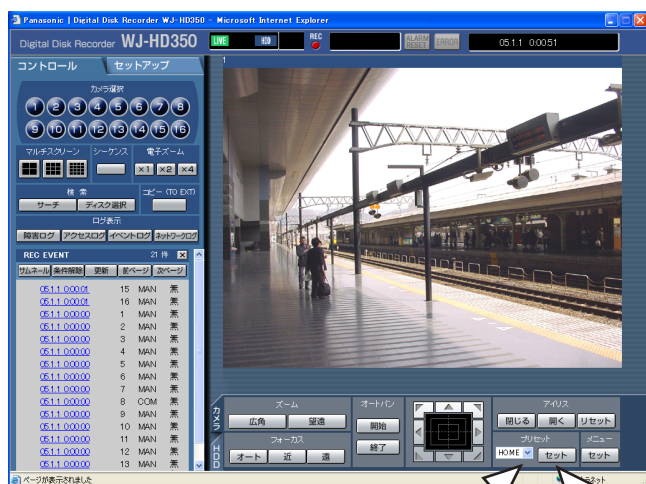 Panasonic | Digital Disk Recorder WJ-HD350 - Microsoft Internet Explorer
Digital Disk Recorder WJ-HD350
LIVE
HDD
REC
ALARM RESET
ERROR
05.1.1 0:00:51
コントロール
セットアップ
1
カメラ選択
1 2 3 4 5 6 7 8
9 10 11 12 13 14 15 16
マルチスクリーン シーケンス 電子ズーム
×1 ×2 ×4
検索 コピー (TO EXT)
サーチ ディスク選択
ログ表示
障害ログ アクセスログ イベントログ ネットワークログ
REC EVENT 21 件
サムネール 条件解除 更新 前ページ 次ページ
05.1.1 0:00:01 15 MAN 無
05.1.1 0:00:01 16 MAN 無
05.1.1 0:00:00 1 MAN 無
05.1.1 0:00:00 2 MAN 無
05.1.1 0:00:00 3 MAN 無
05.1.1 0:00:00 4 MAN 無
05.1.1 0:00:00 5 MAN 無
05.1.1 0:00:00 6 MAN 無
05.1.1 0:00:00 7 MAN 無
05.1.1 0:00:00 8 COM 無
05.1.1 0:00:00 9 MAN 無
05.1.1 0:00:00 10 MAN 無
05.1.1 0:00:00 11 MAN 無
05.1.1 0:00:00 12 MAN 無
05.1.1 0:00:00 13 MAN 無
カメラ
HDD
ズーム
広角 望遠
フォーカス
オート 近 遠
オートパン
開始
終了
アイリス
閉じる 開く リセット
プリセット メニュー
HOME セット セット
ページが表示されました